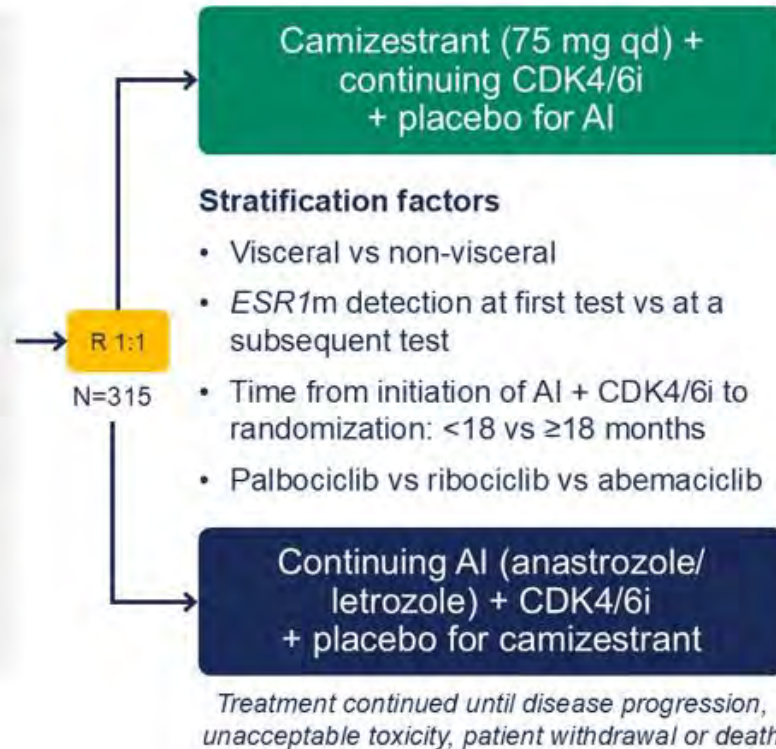 Camizestrant (75 mg qd) +
continuing CDK4/6i
+ placebo for AI
Stratification factors
• Visceral vs non-visceral
• ESR1m detection at first test vs at a
subsequent test
R 1:1
N=315
• Time from initiation of AI + CDK4/6i to
randomization: <18 vs ≥18 months
• Palbociclib vs ribociclib vs abemaciclib
Continuing AI (anastrozole/
letrozole) + CDK4/6i
+ placebo for camizestrant
Treatment continued until disease progression,
unacceptable toxicity, patient withdrawal or death